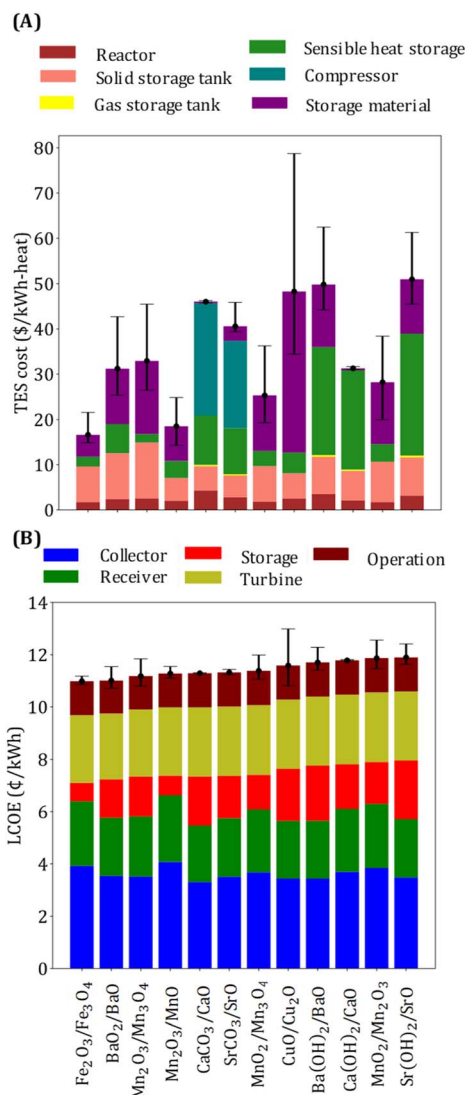 (A)
Reactor
Solid storage tank
Gas storage tank
Sensible heat storage
Compressor
Storage material
TES cost ($/kWh-heat)
80
70
60
50
40
30
20
10
0
(B)
Collector
Receiver
Storage
Turbine
Operation
LCOE (¢/kWh)
14
12
10
8
6
4
2
0
Fe₂O₃/Fe₃O₄
BaO₂/BaO
Mn₂O₃/Mn₃O₄
Mn₂O₃/MnO
CaCO₃/CaO
SrCO₃/SrO
MnO₂/Mn₃O₄
CuO/Cu₂O
Ba(OH)₂/BaO
Ca(OH)₂/CaO
MnO₂/Mn₂O₃
Sr(OH)₂/SrO